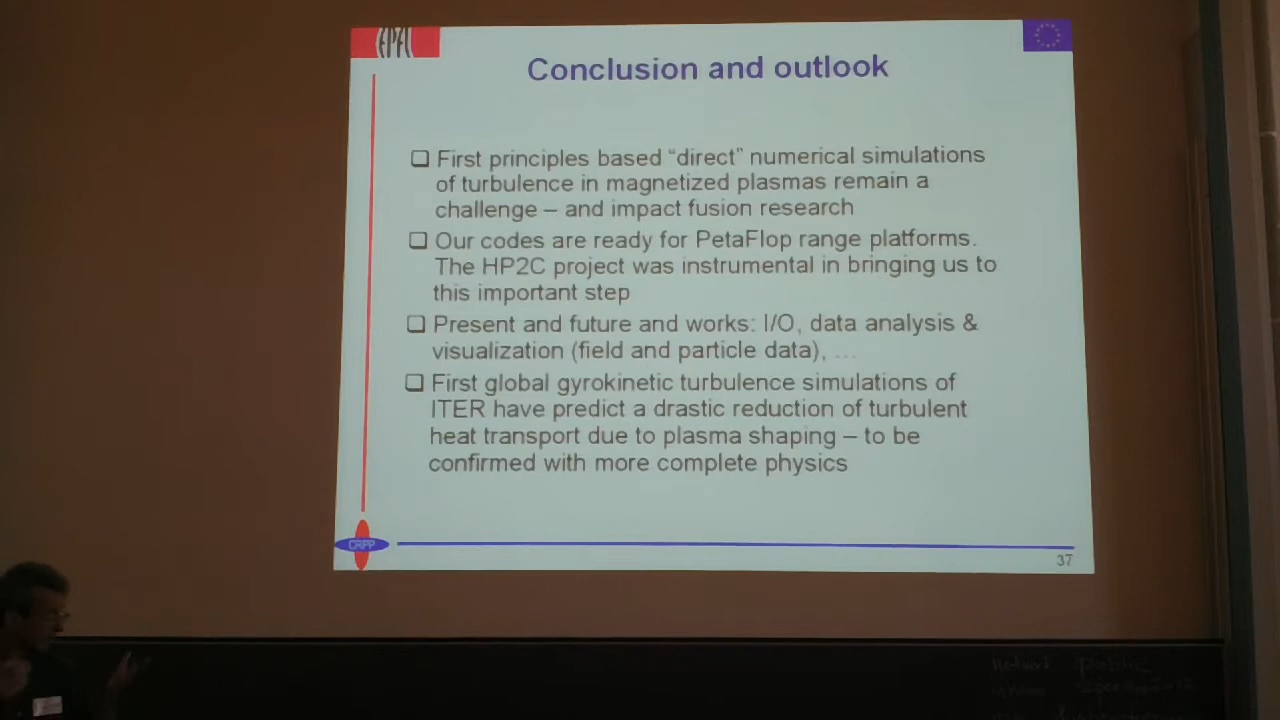 EPFL
Conclusion and outlook
❑ First principles based “direct” numerical simulations
of turbulence in magnetized plasmas remain a
challenge – and impact fusion research
❑ Our codes are ready for PetaFlop range platforms.
The HP2C project was instrumental in bringing us to
this important step
❑ Present and future and works: I/O, data analysis &
visualization (field and particle data), ...
❑ First global gyrokinetic turbulence simulations of
ITER have predict a drastic reduction of turbulent
heat transport due to plasma shaping – to be
confirmed with more complete physics
CRPP
37